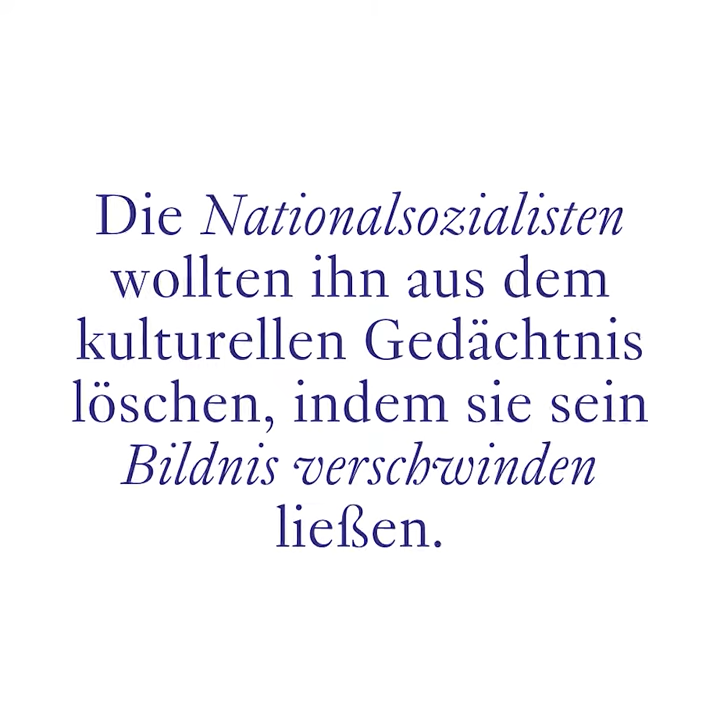 Die Nationalsozialisten
wollten ihn aus dem
kulturellen Gedächtnis
löschen, indem sie sein
Bildnis verschwinden
ließen.